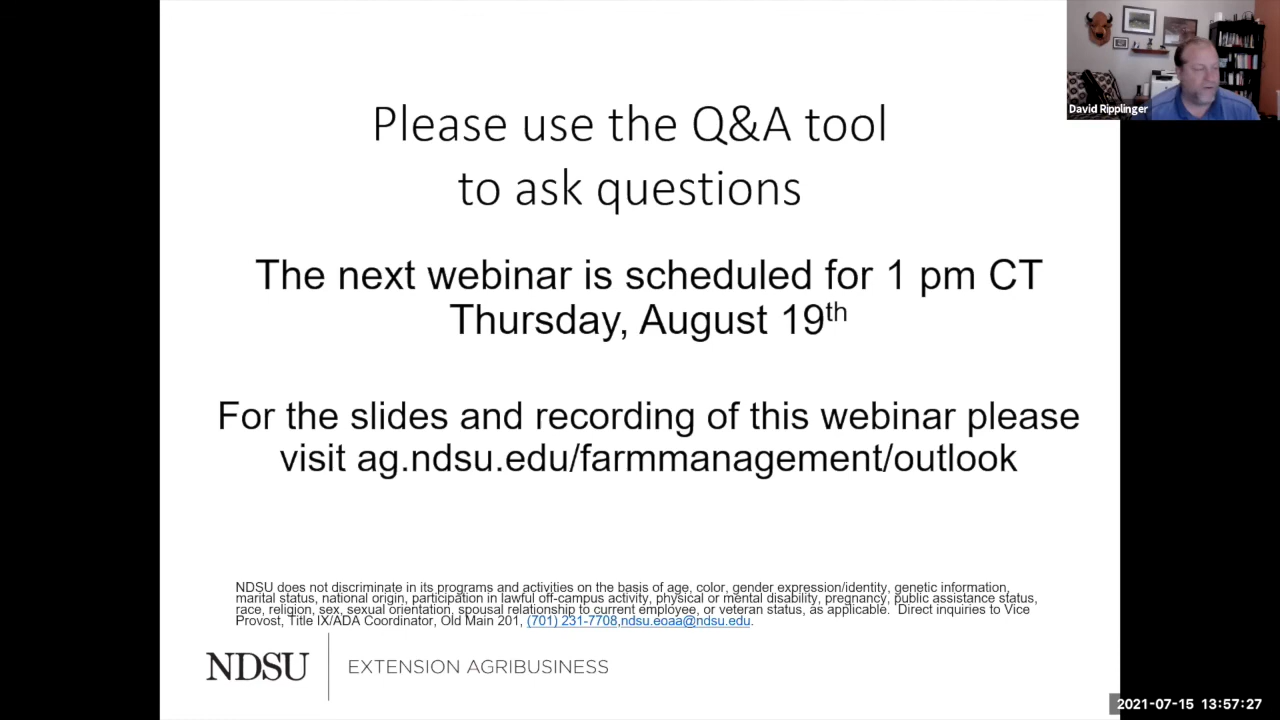 Please use the Q&A tool
to ask questions
The next webinar is scheduled for 1 pm CT
Thursday, August 19th
For the slides and recording of this webinar please
visit ag.ndsu.edu/farmmanagement/outlook
NDSU does not discriminate in its programs and activities on the basis of age, color, gender expression/identity, genetic information,
marital status, national origin, participation in lawful off-campus activity, physical or mental disability, pregnancy, public assistance status,
race, religion, sex, sexual orientation, spousal relationship to current employee, or veteran status, as applicable. Direct inquiries to Vice
Provost, Title IX/ADA Coordinator, Old Main 201, (701) 231-7708,ndsu.eoaa@ndsu.edu.
NDSU EXTENSION AGRIBUSINESS
David Ripplinger
2021-07-15 13:57:27